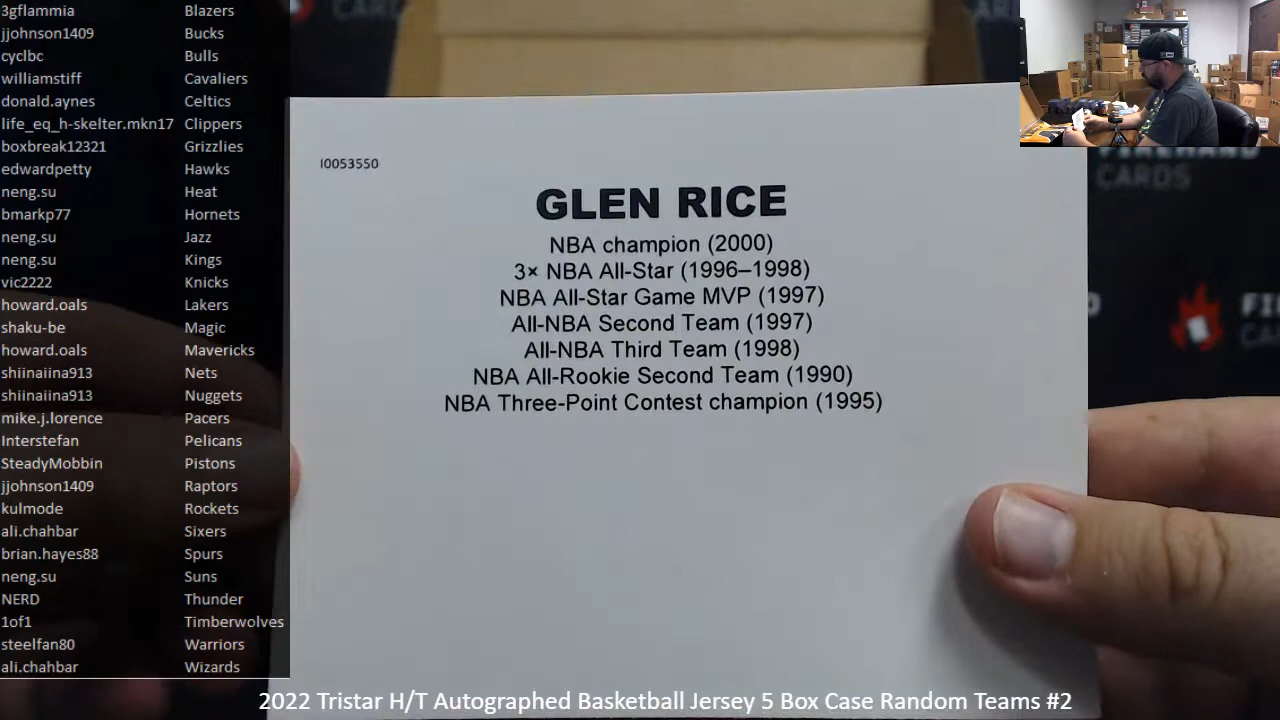 3gflammia Blazers
jjohnson1409 Bucks
cyclbc Bulls
williamstiff Cavaliers
donald.aynes Celtics
life_eq_h-skelter.mkn17 Clippers
boxbreak12321 Grizzlies
edwardpetty Hawks
neng.su Heat
bmarkp77 Hornets
neng.su Jazz
neng.su Kings
vic2222 Knicks
howard.oals Lakers
shaku-be Magic
howard.oals Mavericks
shiinaiina913 Nets
shiinaiina913 Nuggets
mike.j.lorence Pacers
Interstefan Pelicans
SteadyMobbin Pistons
jjohnson1409 Raptors
kulmode Rockets
ali.chahbar Sixers
brian.hayes88 Spurs
neng.su Suns
NERD Thunder
1of1 Timberwolves
steelfan80 Warriors
ali.chahbar Wizards
I0053550
GLEN RICE
NBA champion (2000)
3× NBA All-Star (1996–1998)
NBA All-Star Game MVP (1997)
All-NBA Second Team (1997)
All-NBA Third Team (1998)
NBA All-Rookie Second Team (1990)
NBA Three-Point Contest champion (1995)
CARDS
2022 Tristar H/T Autographed Basketball Jersey 5 Box Case Random Teams #2